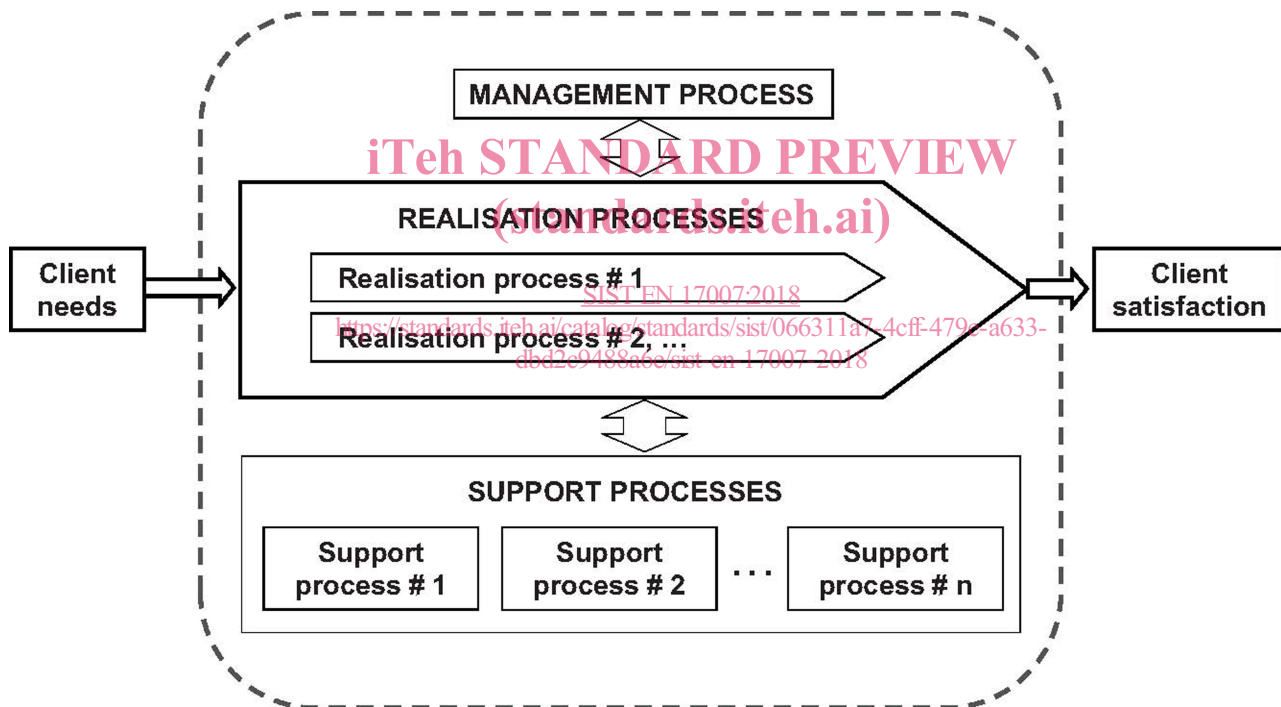 MANAGEMENT PROCESS
iTeh STANDARD PREVIEW
(standards.iteh.ai)
REALISATION PROCESSES
Client
needs
Realisation process # 1
SIST EN 17007:2018
https://standards.iteh.ai/catalog/standards/sist/066311a7-4cff-479c-a633-
dbd2c9488a6c/sist-en-17007-2018
Realisation process # 2, ...
Client
satisfaction
SUPPORT PROCESSES
Support
process # 1
Support
process # 2
...
Support
process # n